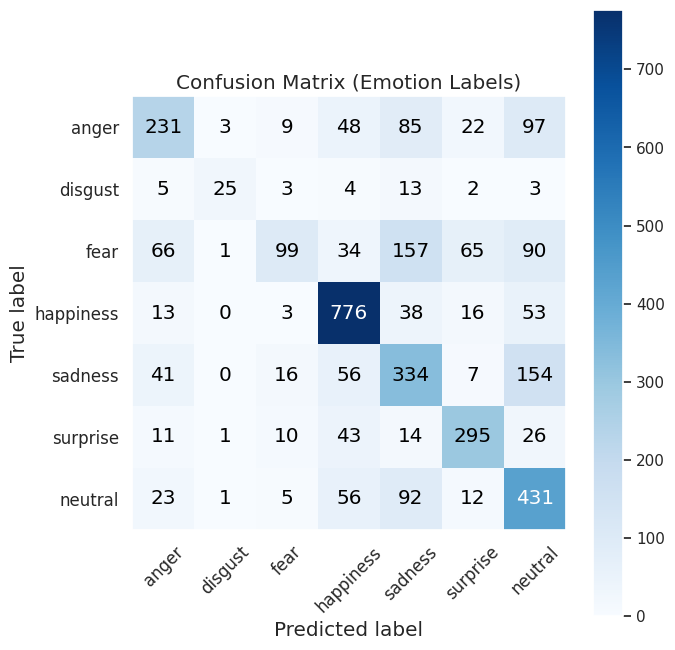 Confusion Matrix (Emotion Labels)
True label
anger 231 3 9 48 85 22 97
disgust 5 25 3 4 13 2 3
fear 66 1 99 34 157 65 90
happiness 13 0 3 776 38 16 53
sadness 41 0 16 56 334 7 154
surprise 11 1 10 43 14 295 26
neutral 23 1 5 56 92 12 431
anger disgust fear happiness sadness surprise neutral
Predicted label
700
600
500
400
300
200
100
0